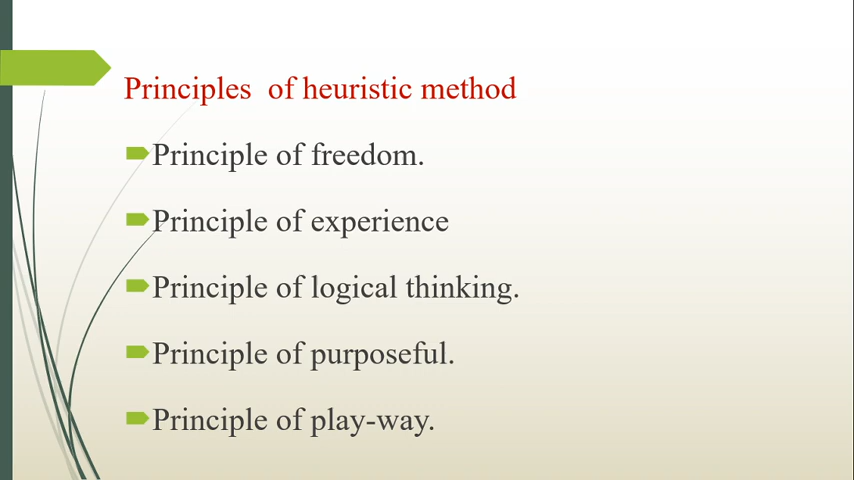 Principles of heuristic method
Principle of freedom.
Principle of experience
Principle of logical thinking.
Principle of purposeful.
Principle of play-way.